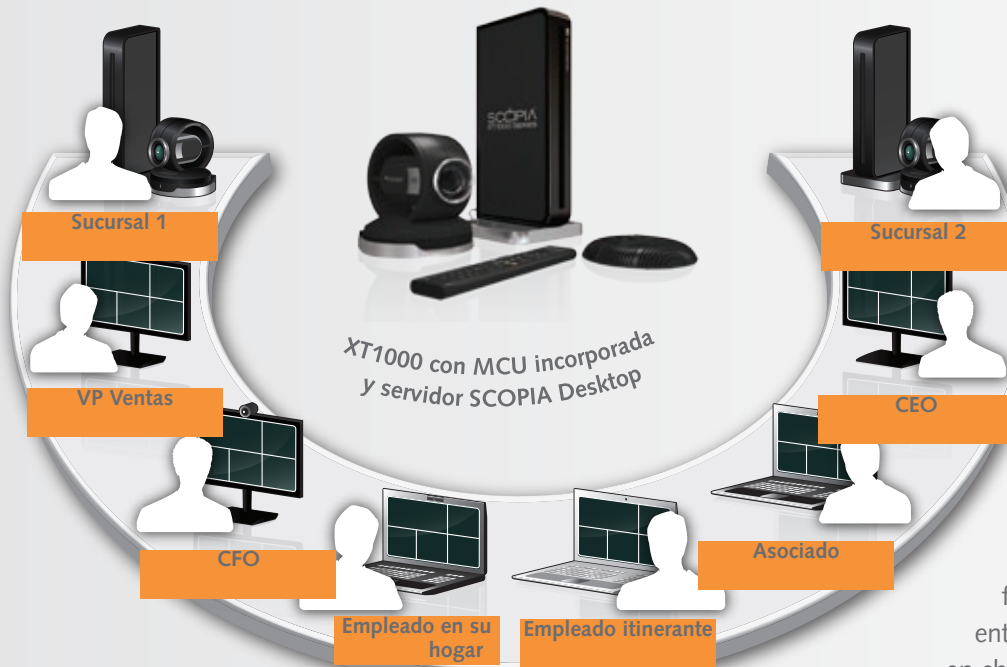 SCOPIA
Sucursal 1
Sucursal 2
XT1000 con MCU incorporada
y servidor SCOPIA Desktop
VP Ventas
CEO
CFO
Asociado
Empleado en su
hogar
Empleado itinerante